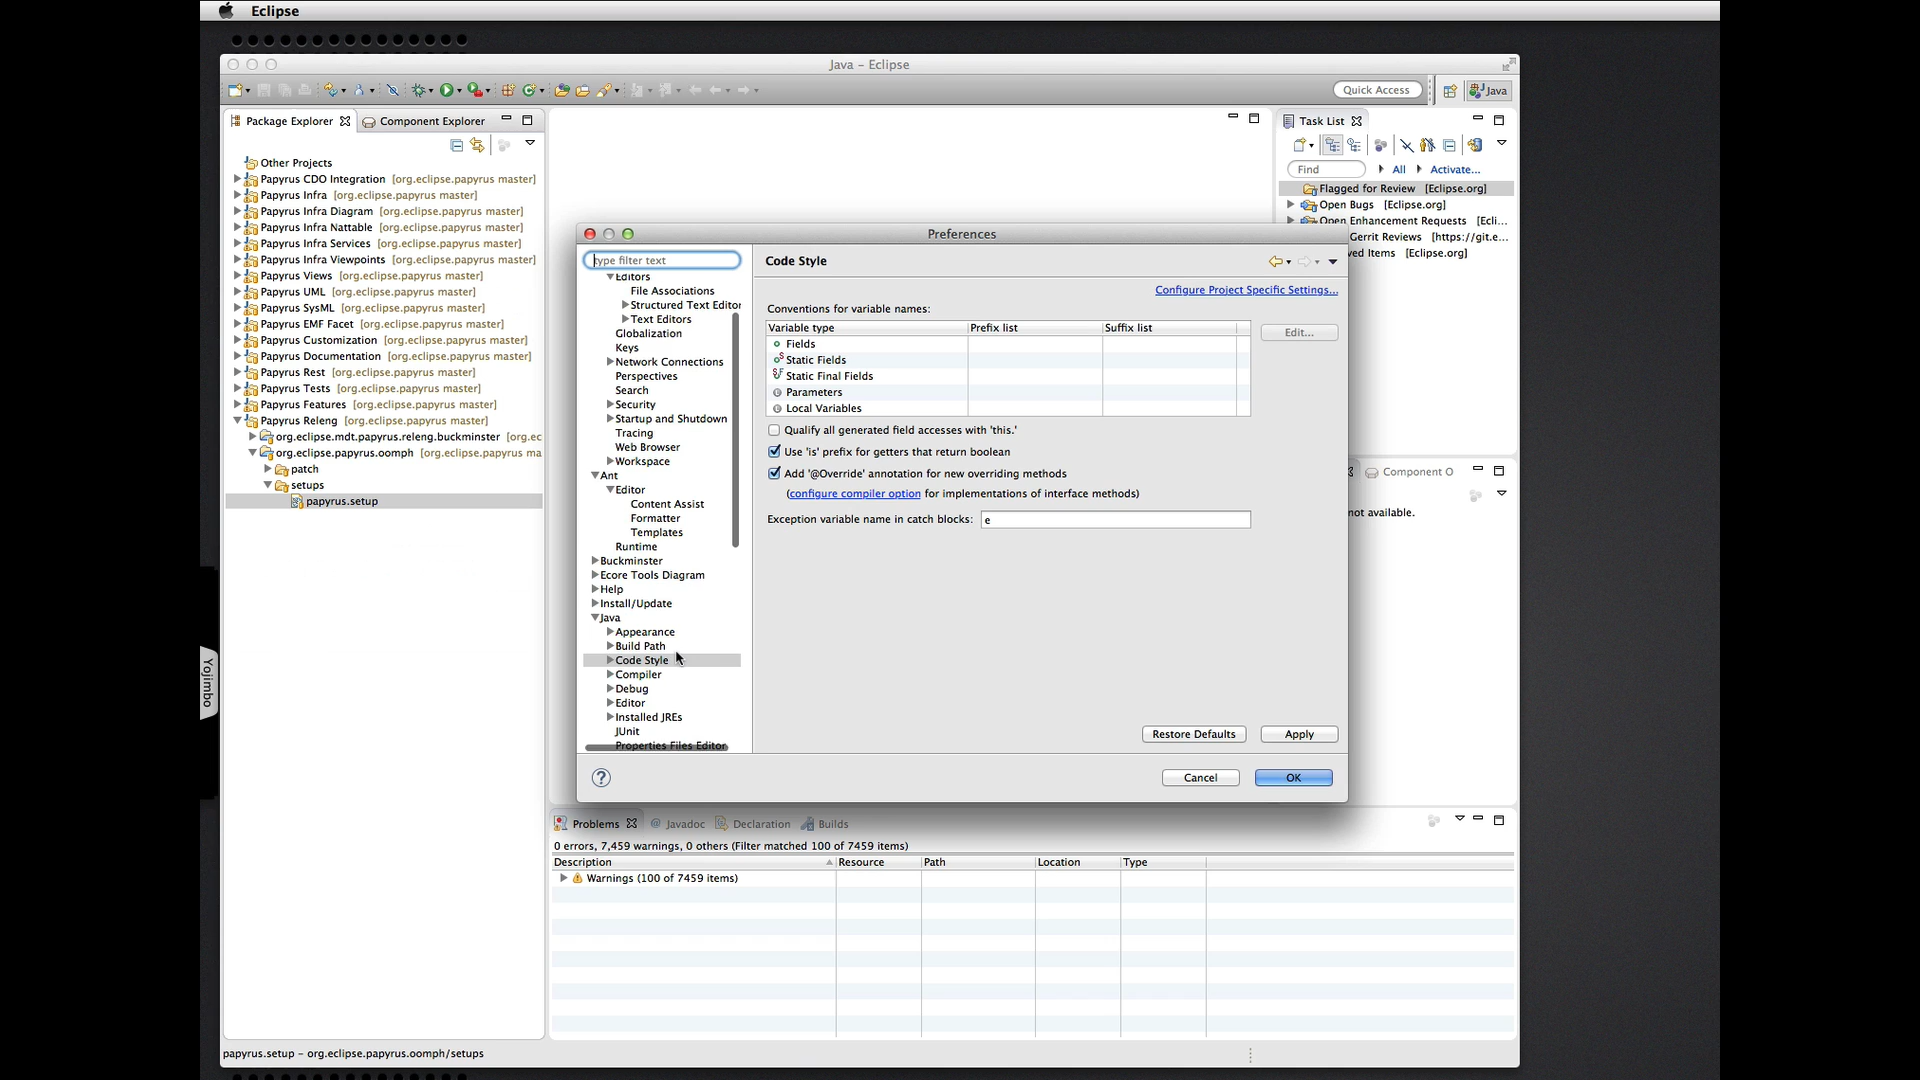 Eclipse
Java – Eclipse
Quick Access
Java
Package Explorer
Component Explorer
Other Projects
Papyrus CDO Integration [org.eclipse.papyrus master]
Papyrus Infra [org.eclipse.papyrus master]
Papyrus Infra Diagram [org.eclipse.papyrus master]
Papyrus Infra Nattable [org.eclipse.papyrus master]
Papyrus Infra Services [org.eclipse.papyrus master]
Papyrus Infra Viewpoints [org.eclipse.papyrus master]
Papyrus Views [org.eclipse.papyrus master]
Papyrus UML [org.eclipse.papyrus master]
Papyrus SysML [org.eclipse.papyrus master]
Papyrus EMF Facet [org.eclipse.papyrus master]
Papyrus Customization [org.eclipse.papyrus master]
Papyrus Documentation [org.eclipse.papyrus master]
Papyrus Rest [org.eclipse.papyrus master]
Papyrus Tests [org.eclipse.papyrus master]
Papyrus Features [org.eclipse.papyrus master]
Papyrus Releng [org.eclipse.papyrus master]
org.eclipse.mdt.papyrus.releng.buckminster [org.ec
org.eclipse.papyrus.oomph [org.eclipse.papyrus ma
patch
setups
papyrus.setup
Task List
Find
All
Activate...
Flagged for Review [Eclipse.org]
Open Bugs [Eclipse.org]
Open Enhancement Requests [Ecli...
Gerrit Reviews [https://git.e...
ved Items [Eclipse.org]
Component O
not available.
Preferences
type filter text
Editors
File Associations
Structured Text Editor
Text Editors
Globalization
Keys
Network Connections
Perspectives
Search
Security
Startup and Shutdown
Tracing
Web Browser
Workspace
Ant
Editor
Content Assist
Formatter
Templates
Runtime
Buckminster
Ecore Tools Diagram
Help
Install/Update
Java
Appearance
Build Path
Code Style
Compiler
Debug
Editor
Installed JREs
JUnit
Properties Files Editor
Code Style
Configure Project Specific Settings...
Conventions for variable names:
Variable type Prefix list Suffix list
Fields
Static Fields
Static Final Fields
Parameters
Local Variables
Edit...
Qualify all generated field accesses with 'this.'
Use 'is' prefix for getters that return boolean
Add '@Override' annotation for new overriding methods
(configure compiler option for implementations of interface methods)
Exception variable name in catch blocks: e
Restore Defaults
Apply
?
Cancel
OK
Problems
@ Javadoc
Declaration
Builds
0 errors, 7,459 warnings, 0 others (Filter matched 100 of 7459 items)
Description Resource Path Location Type
Warnings (100 of 7459 items)
papyrus.setup – org.eclipse.papyrus.oomph/setups
Yojimbo